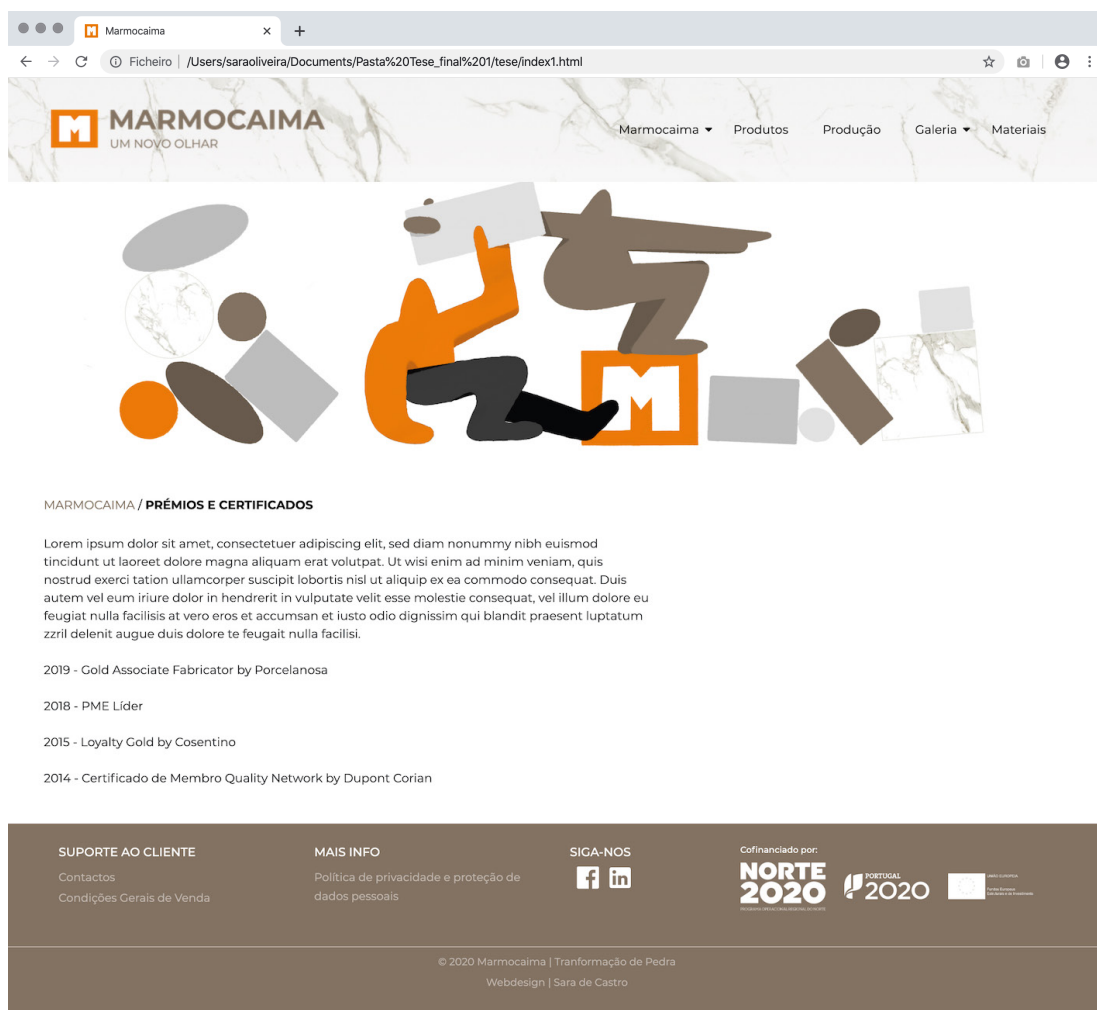 Marmocaima
Ficheiro | /Users/saraoliveira/Documents/Pasta%20Tese_final%201/tese/index1.html
MARMOCAIMA
UM NOVO OLHAR
Marmocaima Produtos Produção Galeria Materiais
M
MARMOCAIMA / PRÉMIOS E CERTIFICADOS
Lorem ipsum dolor sit amet, consectetuer adipiscing elit, sed diam nonummy nibh euismod
tincidunt ut laoreet dolore magna aliquam erat volutpat. Ut wisi enim ad minim veniam, quis
nostrud exerci tation ullamcorper suscipit lobortis nisl ut aliquip ex ea commodo consequat. Duis
autem vel eum iriure dolor in hendrerit in vulputate velit esse molestie consequat, vel illum dolore eu
feugiat nulla facilisis at vero eros et accumsan et iusto odio dignissim qui blandit praesent luptatum
zzril delenit augue duis dolore te feugait nulla facilisi.
2019 - Gold Associate Fabricator by Porcelanosa
2018 - PME Líder
2015 - Loyalty Gold by Cosentino
2014 - Certificado de Membro Quality Network by Dupont Corian
SUPORTE AO CLIENTE
Contactos
Condições Gerais de Venda
MAIS INFO
Política de privacidade e proteção de
dados pessoais
SIGA-NOS
Cofinanciado por:
NORTE
2020
PORTUGAL
2020
UNIÃO EUROPEIA
© 2020 Marmocaima | Tranformação de Pedra
Webdesign | Sara de Castro